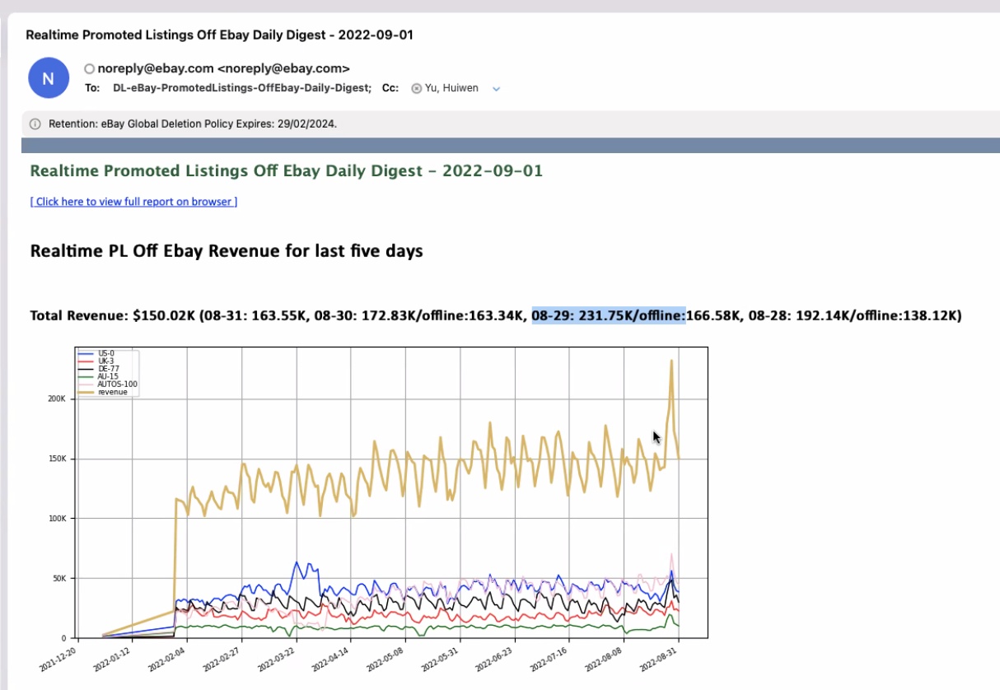 Realtime Promoted Listings Off Ebay Daily Digest - 2022-09-01
N
noreply@ebay.com <noreply@ebay.com>
To: DL-eBay-PromotedListings-OffEbay-Daily-Digest; Cc: Yu, Huiwen
Retention: eBay Global Deletion Policy Expires: 29/02/2024.
Realtime Promoted Listings Off Ebay Daily Digest - 2022-09-01
[ Click here to view full report on browser ]
Realtime PL Off Ebay Revenue for last five days
Total Revenue: $150.02K (08-31: 163.55K, 08-30: 172.83K/offline:163.34K, 08-29: 231.75K/offline:166.58K, 08-28: 192.14K/offline:138.12K)
US-0
UK-3
DE-77
AU-15
AUTOS-100
revenue
200K
150K
100K
50K
0
2021-12-20 2022-01-12 2022-02-04 2022-02-27 2022-03-22 2022-04-14 2022-05-08 2022-05-31 2022-06-23 2022-07-16 2022-08-08 2022-08-31